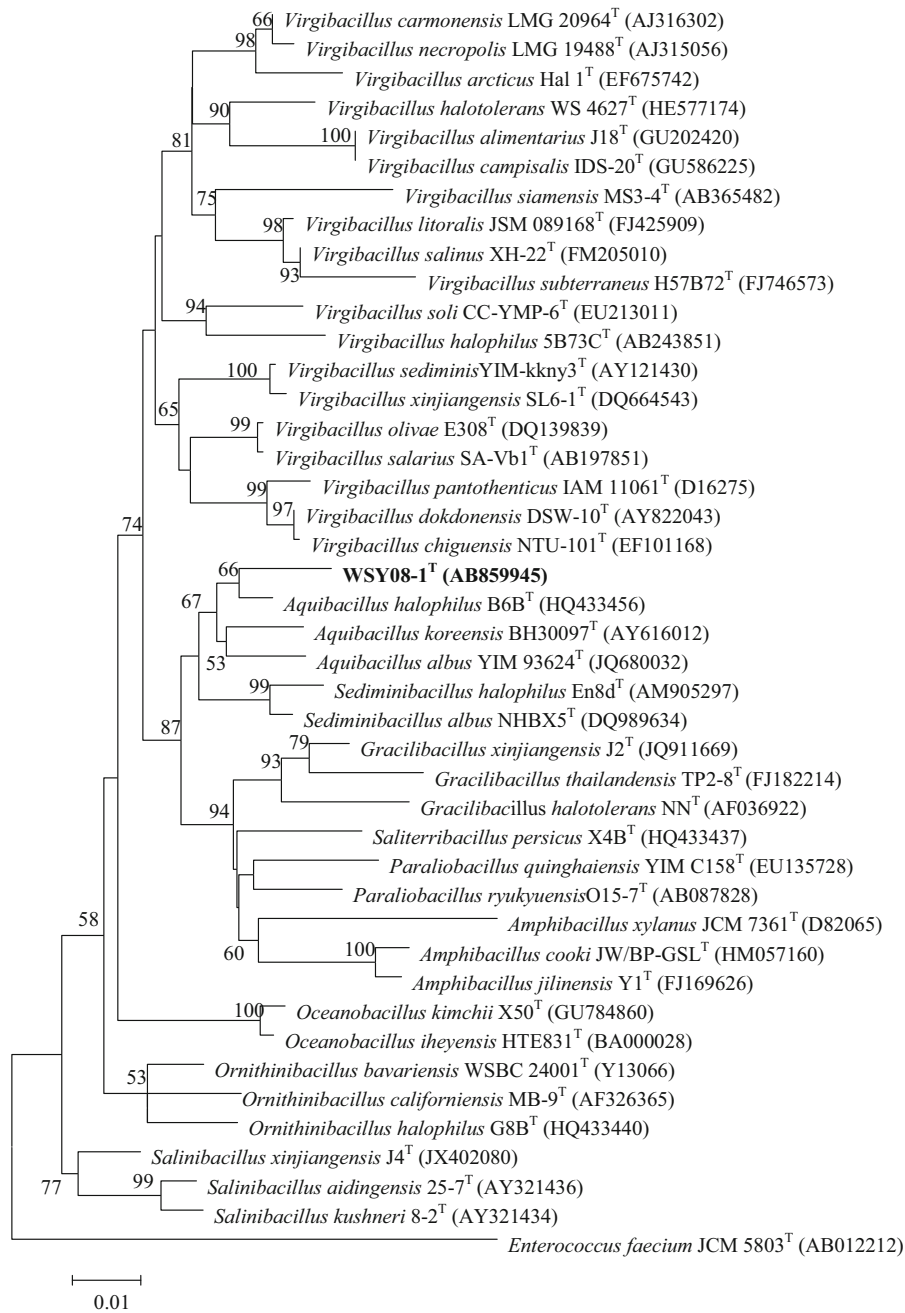 66 Virgibacillus carmonensis LMG 20964T (AJ316302)
98 Virgibacillus necropolis LMG 19488T (AJ315056)
Virgibacillus arcticus Hal 1T (EF675742)
90 Virgibacillus halotolerans WS 4627T (HE577174)
81 100 Virgibacillus alimentarius J18T (GU202420)
Virgibacillus campisalis IDS-20T (GU586225)
75 Virgibacillus siamensis MS3-4T (AB365482)
98 Virgibacillus litoralis JSM 089168T (FJ425909)
Virgibacillus salinus XH-22T (FM205010)
93 Virgibacillus subterraneus H57B72T (FJ746573)
94 Virgibacillus soli CC-YMP-6T (EU213011)
Virgibacillus halophilus 5B73CT (AB243851)
100 Virgibacillus sediminisYIM-kkny3T (AY121430)
65 Virgibacillus xinjiangensis SL6-1T (DQ664543)
99 Virgibacillus olivae E308T (DQ139839)
Virgibacillus salarius SA-Vb1T (AB197851)
99 Virgibacillus pantothenticus IAM 11061T (D16275)
74 97 Virgibacillus dokdonensis DSW-10T (AY822043)
Virgibacillus chiguensis NTU-101T (EF101168)
66 WSY08-1T (AB859945)
67 Aquibacillus halophilus B6BT (HQ433456)
Aquibacillus koreensis BH30097T (AY616012)
53 Aquibacillus albus YIM 93624T (JQ680032)
99 Sediminibacillus halophilus En8dT (AM905297)
87 Sediminibacillus albus NHBX5T (DQ989634)
79 Gracilibacillus xinjiangensis J2T (JQ911669)
93 Gracilibacillus thailandensis TP2-8T (FJ182214)
94 Gracilibacillus halotolerans NNT (AF036922)
Saliterribacillus persicus X4BT (HQ433437)
Paraliobacillus quinghaiensis YIM C158T (EU135728)
Paraliobacillus ryukyuensisO15-7T (AB087828)
58 Amphibacillus xylanus JCM 7361T (D82065)
60 100 Amphibacillus cooki JW/BP-GSLT (HM057160)
Amphibacillus jilinensis Y1T (FJ169626)
100 Oceanobacillus kimchii X50T (GU784860)
Oceanobacillus iheyensis HTE831T (BA000028)
53 Ornithinibacillus bavariensis WSBC 24001T (Y13066)
Ornithinibacillus californiensis MB-9T (AF326365)
Ornithinibacillus halophilus G8BT (HQ433440)
Salinibacillus xinjiangensis J4T (JX402080)
77 99 Salinibacillus aidingensis 25-7T (AY321436)
Salinibacillus kushneri 8-2T (AY321434)
Enterococcus faecium JCM 5803T (AB012212)
0.01